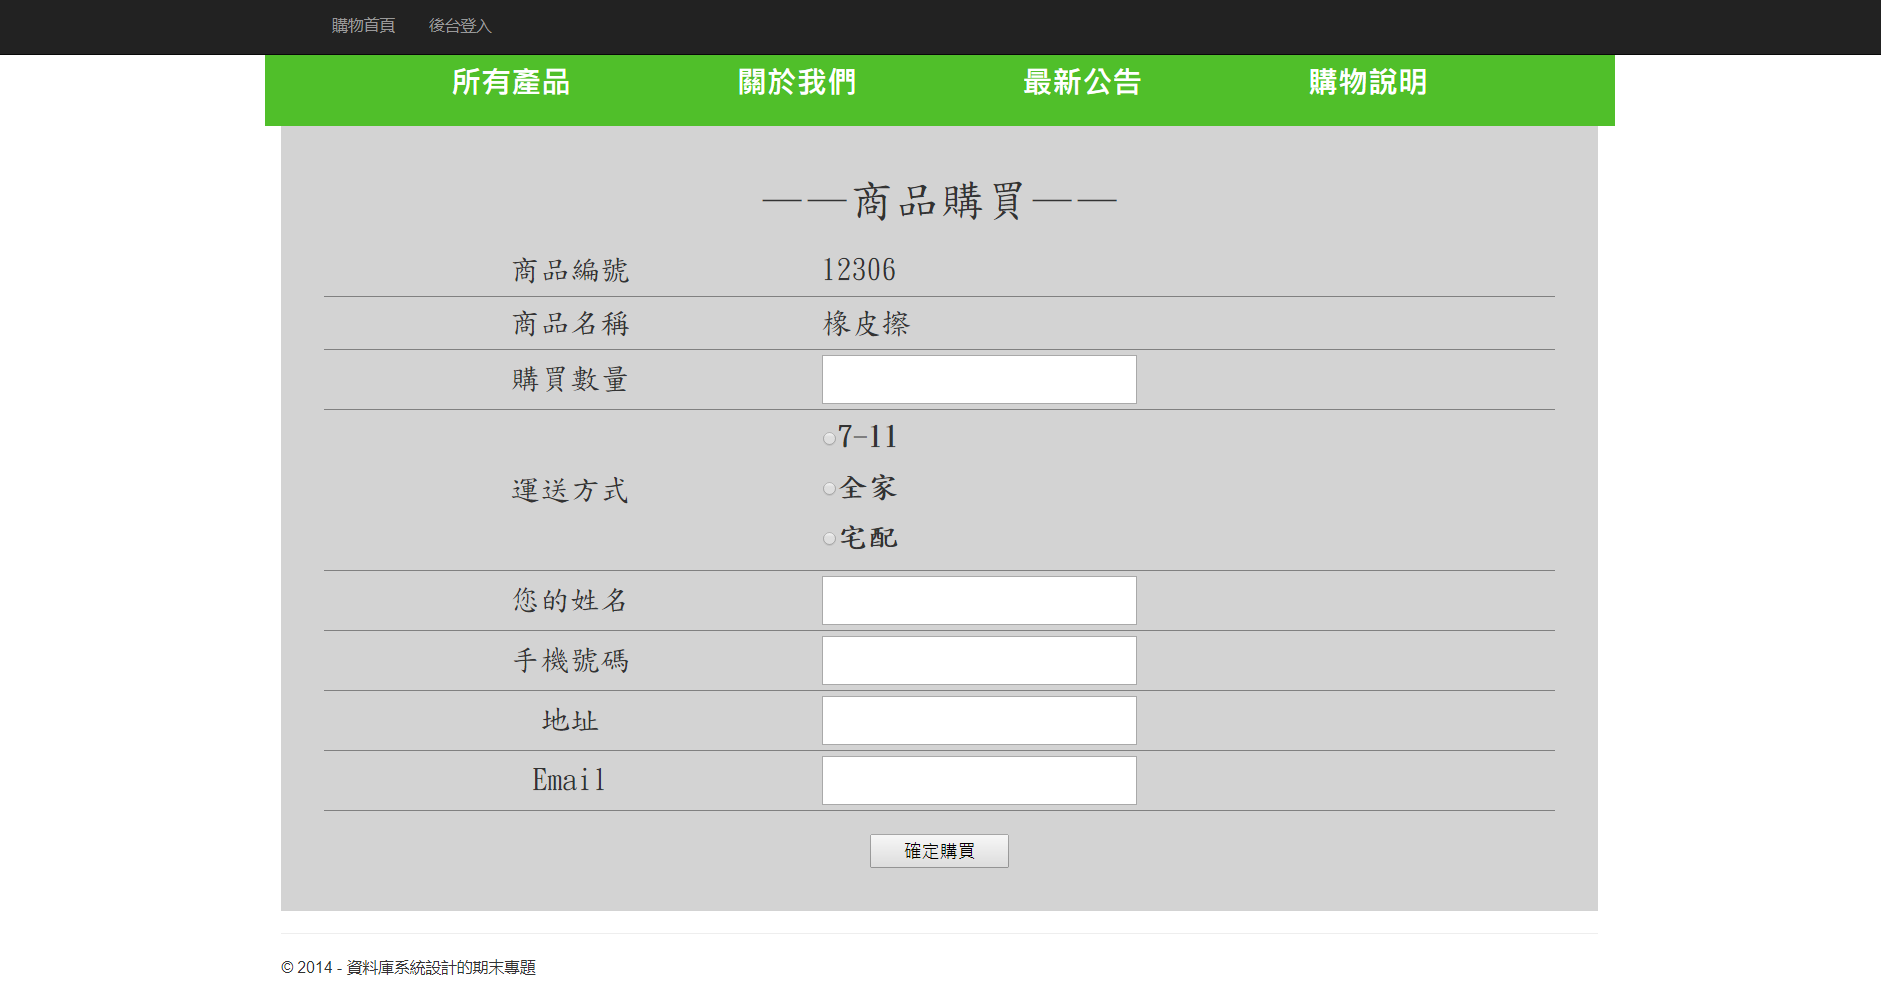 購物首頁 後台登入
所有產品 關於我們 最新公告 購物說明
——商品購買——
商品編號 12306
商品名稱 橡皮擦
購買數量
運送方式
7-11
全家
宅配
您的姓名
手機號碼
地址
Email
確定購買
© 2014 - 資料庫系統設計的期末專題